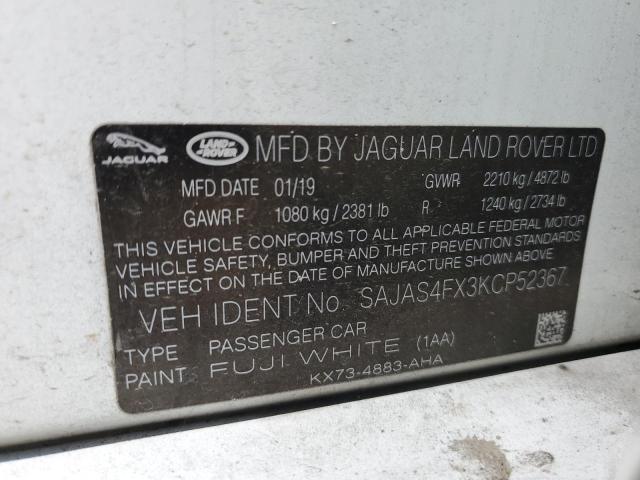 JAGUAR LAND ROVER MFD BY JAGUAR LAND ROVER LTD
MFD DATE 01/19 GVWR 2210 kg / 4872 lb
GAWR F 1080 kg / 2381 lb R 1240 kg / 2734 lb
THIS VEHICLE CONFORMS TO ALL APPLICABLE FEDERAL MOTOR
VEHICLE SAFETY, BUMPER AND THEFT PREVENTION STANDARDS
IN EFFECT ON THE DATE OF MANUFACTURE SHOWN ABOVE
VEH IDENT No. SAJAS4FX3KCP52367
TYPE PASSENGER CAR
PAINT FUJI WHITE (1AA)
KX73-4883-AHA